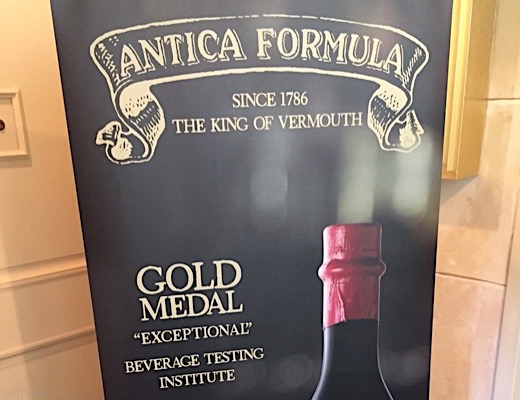 ANTICA FORMULA
SINCE 1786
THE KING OF VERMOUTH
GOLD
MEDAL
“EXCEPTIONAL”
BEVERAGE TESTING
INSTITUTE